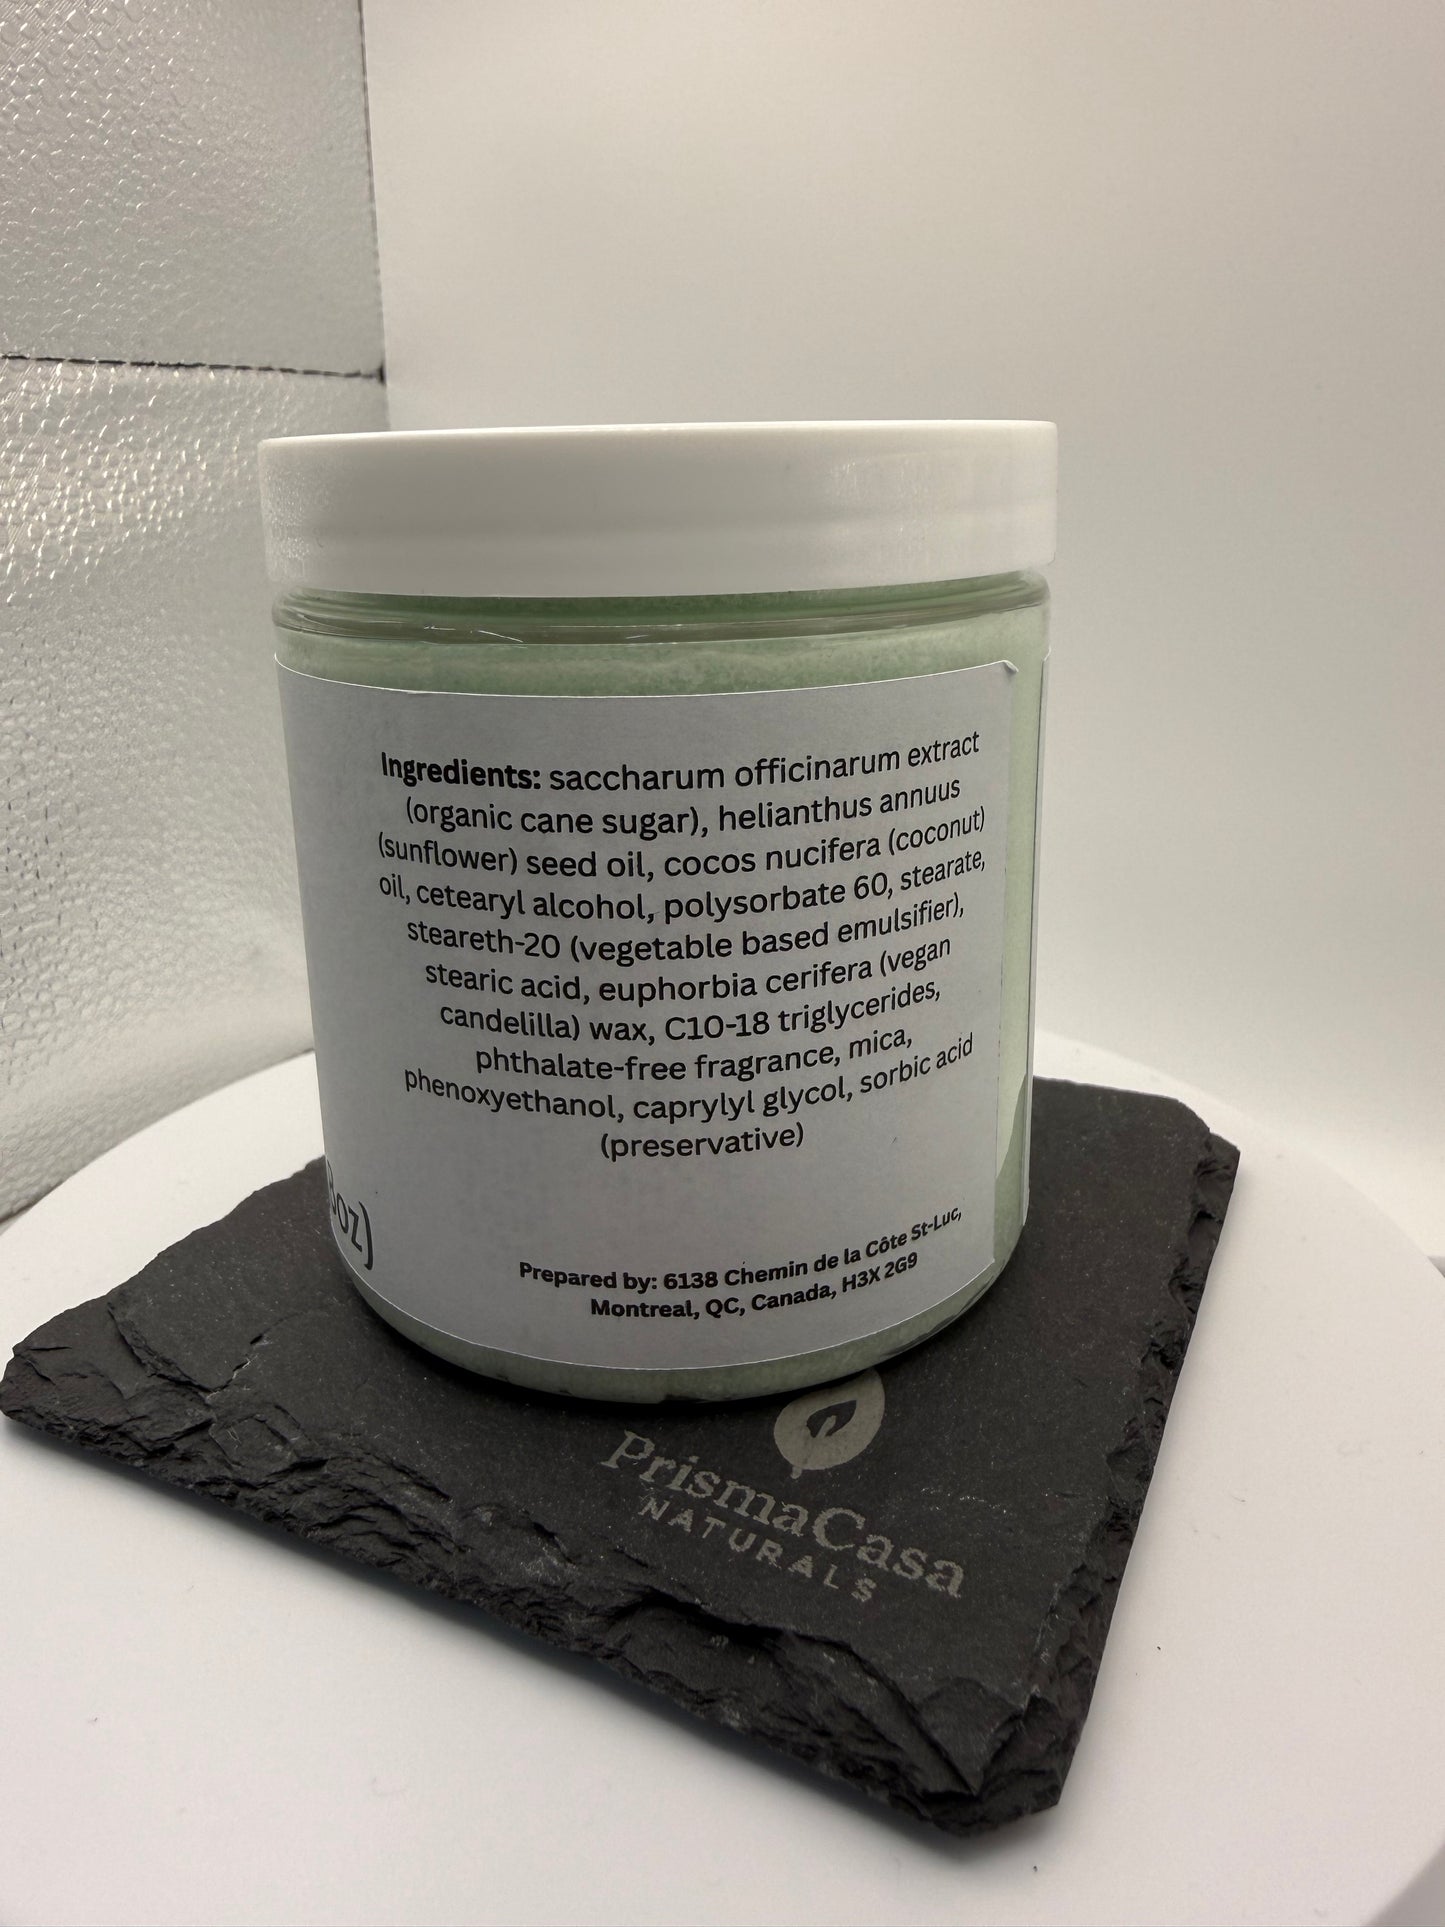 Ingredients: saccharum officinarum extract
(organic cane sugar), helianthus annuus
(sunflower) seed oil, cocos nucifera (coconut)
oil, cetearyl alcohol, polysorbate 60, stearate,
steareth-20 (vegetable based emulsifier),
stearic acid, euphorbia cerifera (vegan
candelilla) wax, C10-18 triglycerides,
phthalate-free fragrance, mica,
phenoxyethanol, caprylyl glycol, sorbic acid
(preservative)
oz)
Prepared by: 6138 Chemin de la Côte St-Luc,
Montreal, QC, Canada, H3X 2G9
PrismaCasa
NATURALS